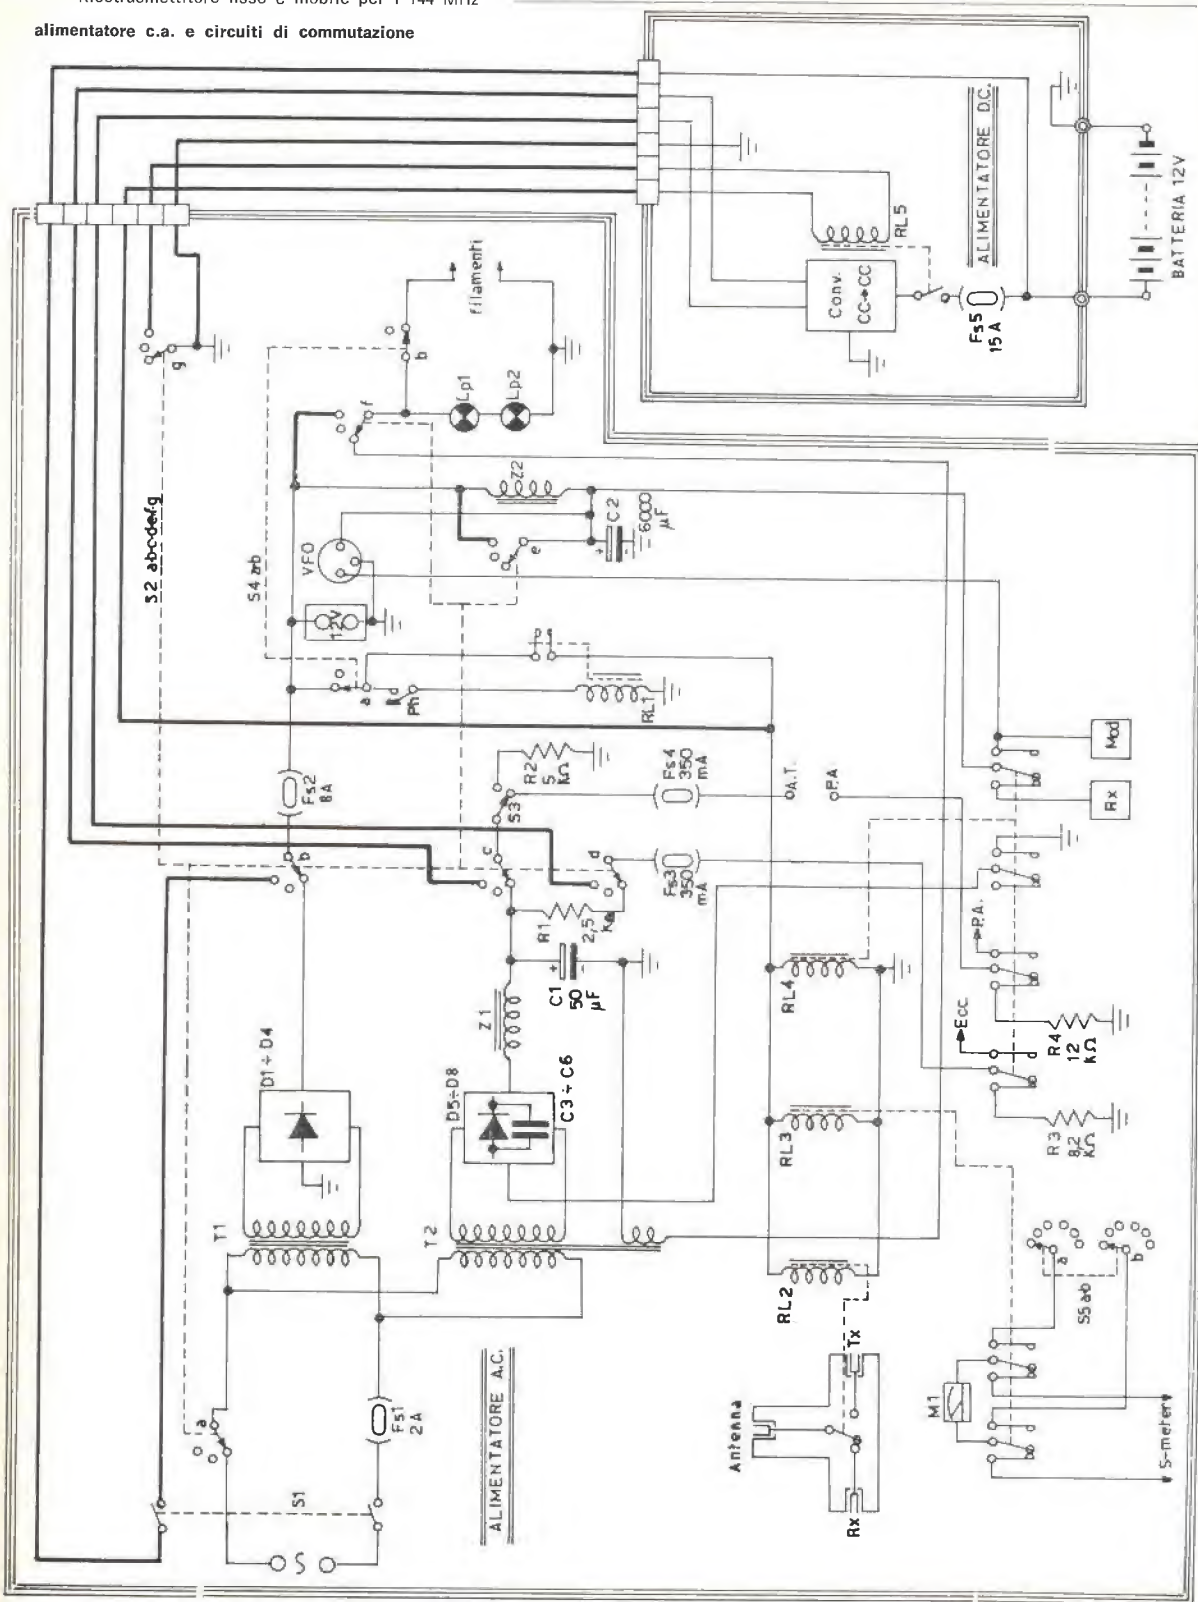 alimentatore c.a. e circuiti di commutazione
ALIMENTATORE D.C.
BATTERIA 12V
RL5
Conv.
CC→CC
Fs5
15 A
filamenti
g
b
f
Lp1
Lp2
S2 a-b-c-d-e-f-g
S4 a-b
Z2
C2
6000
µF
e
VFO
12V
a
Ph
RL1
Fs2
8A
R2
5
KΩ
S3
Fs4
350
mA
A.T.
P.A.
b
c
d
Fs3
350
mA
R1
2,5
KΩ
C1
50
µF
Z1
D1÷D4
D5÷D8
C3÷C6
T1
T2
Mod
Rx
P.A.
Ecc.
R4
12
KΩ
R3
8,2
KΩ
RL4
RL3
RL2
a
b
S5 a-b
M1
S-meter
Antenna
Tx
Rx
a
Fs1
2A
S1
ALIMENTATORE A.C.